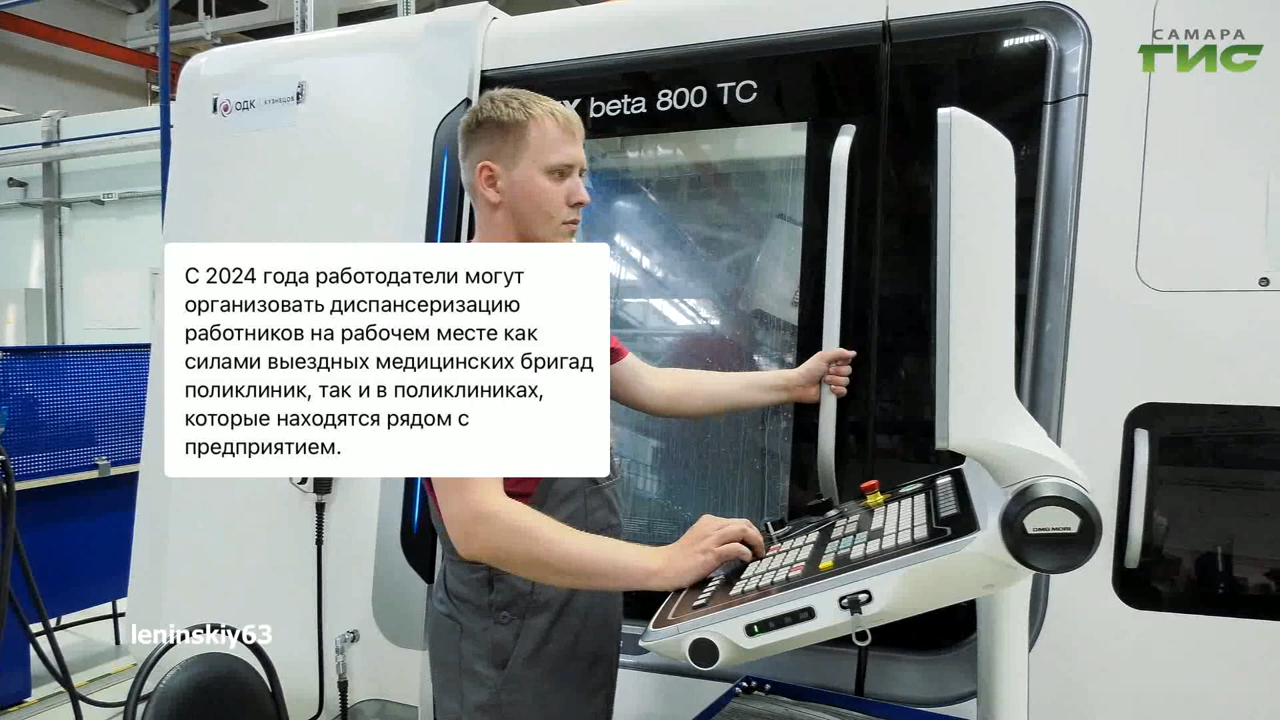 САМАРА
ГИС
ОДК КУЗНЕЦОВ
beta 800 TC
С 2024 года работодатели могут
организовать диспансеризацию
работников на рабочем месте как
силами выездных медицинских бригад
поликлиник, так и в поликлиниках,
которые находятся рядом с
предприятием.
DMG MORI
leninskiy63